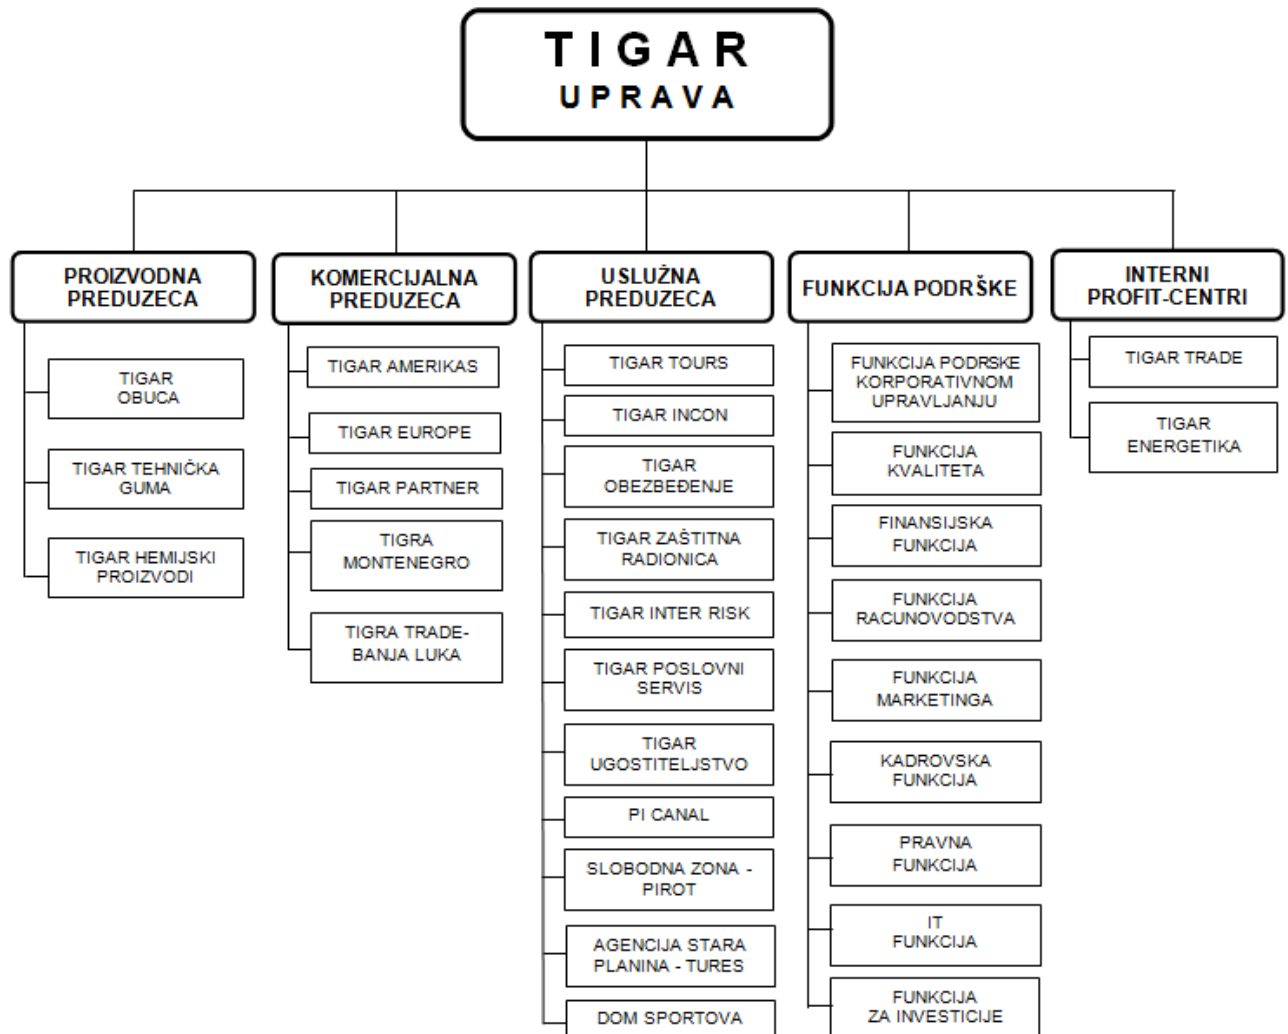 TIGAR
UPRAVA
PROIZVODNA
PREDUZECA
TIGAR
OBUCA
TIGAR TEHNIČKA
GUMA
TIGAR HEMIJSKI
PROIZVODI
KOMERCIJALNA
PREDUZECA
TIGAR AMERIKAS
TIGAR EUROPE
TIGAR PARTNER
TIGRA
MONTENEGRO
TIGRA TRADE-
BANJA LUKA
USLUŽNA
PREDUZECA
TIGAR TOURS
TIGAR INCON
TIGAR
OBEZBEĐENJE
TIGAR ZAŠTITNA
RADIONICA
TIGAR INTER RISK
TIGAR POSLOVNI
SERVIS
TIGAR
UGOSTITELJSTVO
PI CANAL
SLOBODNA ZONA -
PIROT
AGENCIJA STARA
PLANINA - TURES
DOM SPORTOVA
FUNKCIJA PODRŠKE
FUNKCIJA PODRSKE
KORPORATIVNOM
UPRAVLJANJU
FUNKCIJA
KVALITETA
FINANSIJSKA
FUNKCIJA
FUNKCIJA
RACUNOVODSTVA
FUNKCIJA
MARKETINGA
KADROVSKA
FUNKCIJA
PRAVNA
FUNKCIJA
IT
FUNKCIJA
FUNKCIJA
ZA INVESTICIJE
INTERNI
PROFIT-CENTRI
TIGAR TRADE
TIGAR
ENERGETIKA